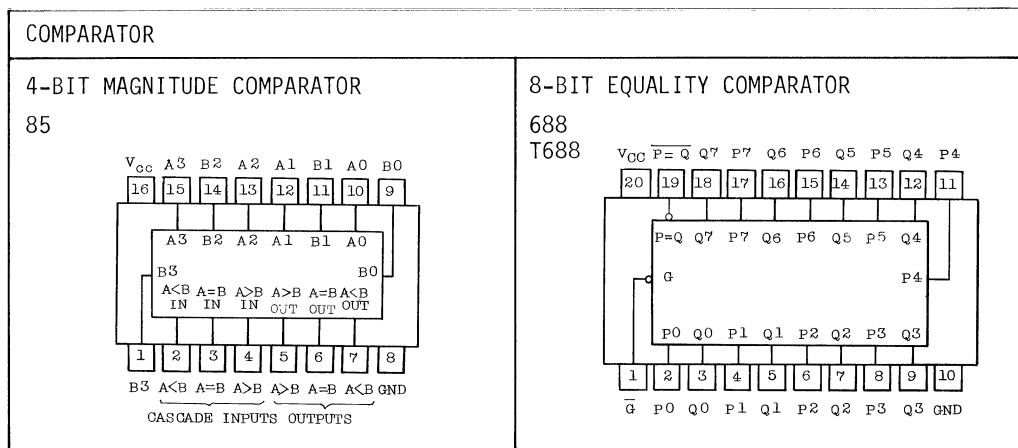 COMPARATOR
4-BIT MAGNITUDE COMPARATOR
85
VCC A3 B2 A2 A1 B1 A0 B0
16 15 14 13 12 11 10 9
A3 B2 A2 A1 B1 A0
B3 B0
A<B A=B A>B A>B A=B A<B
IN IN IN OUT OUT OUT
1 2 3 4 5 6 7 8
B3 A<B A=B A>B A>B A=B A<B GND
CASCADE INPUTS OUTPUTS
8-BIT EQUALITY COMPARATOR
688
T688
VCC P=Q Q7 P7 Q6 P6 Q5 P5 Q4 P4
20 19 18 17 16 15 14 13 12 11
P=Q Q7 P7 Q6 P6 Q5 P5 Q4
G P4
P0 Q0 P1 Q1 P2 Q2 P3 Q3
1 2 3 4 5 6 7 8 9 10
G P0 Q0 P1 Q1 P2 Q2 P3 Q3 GND